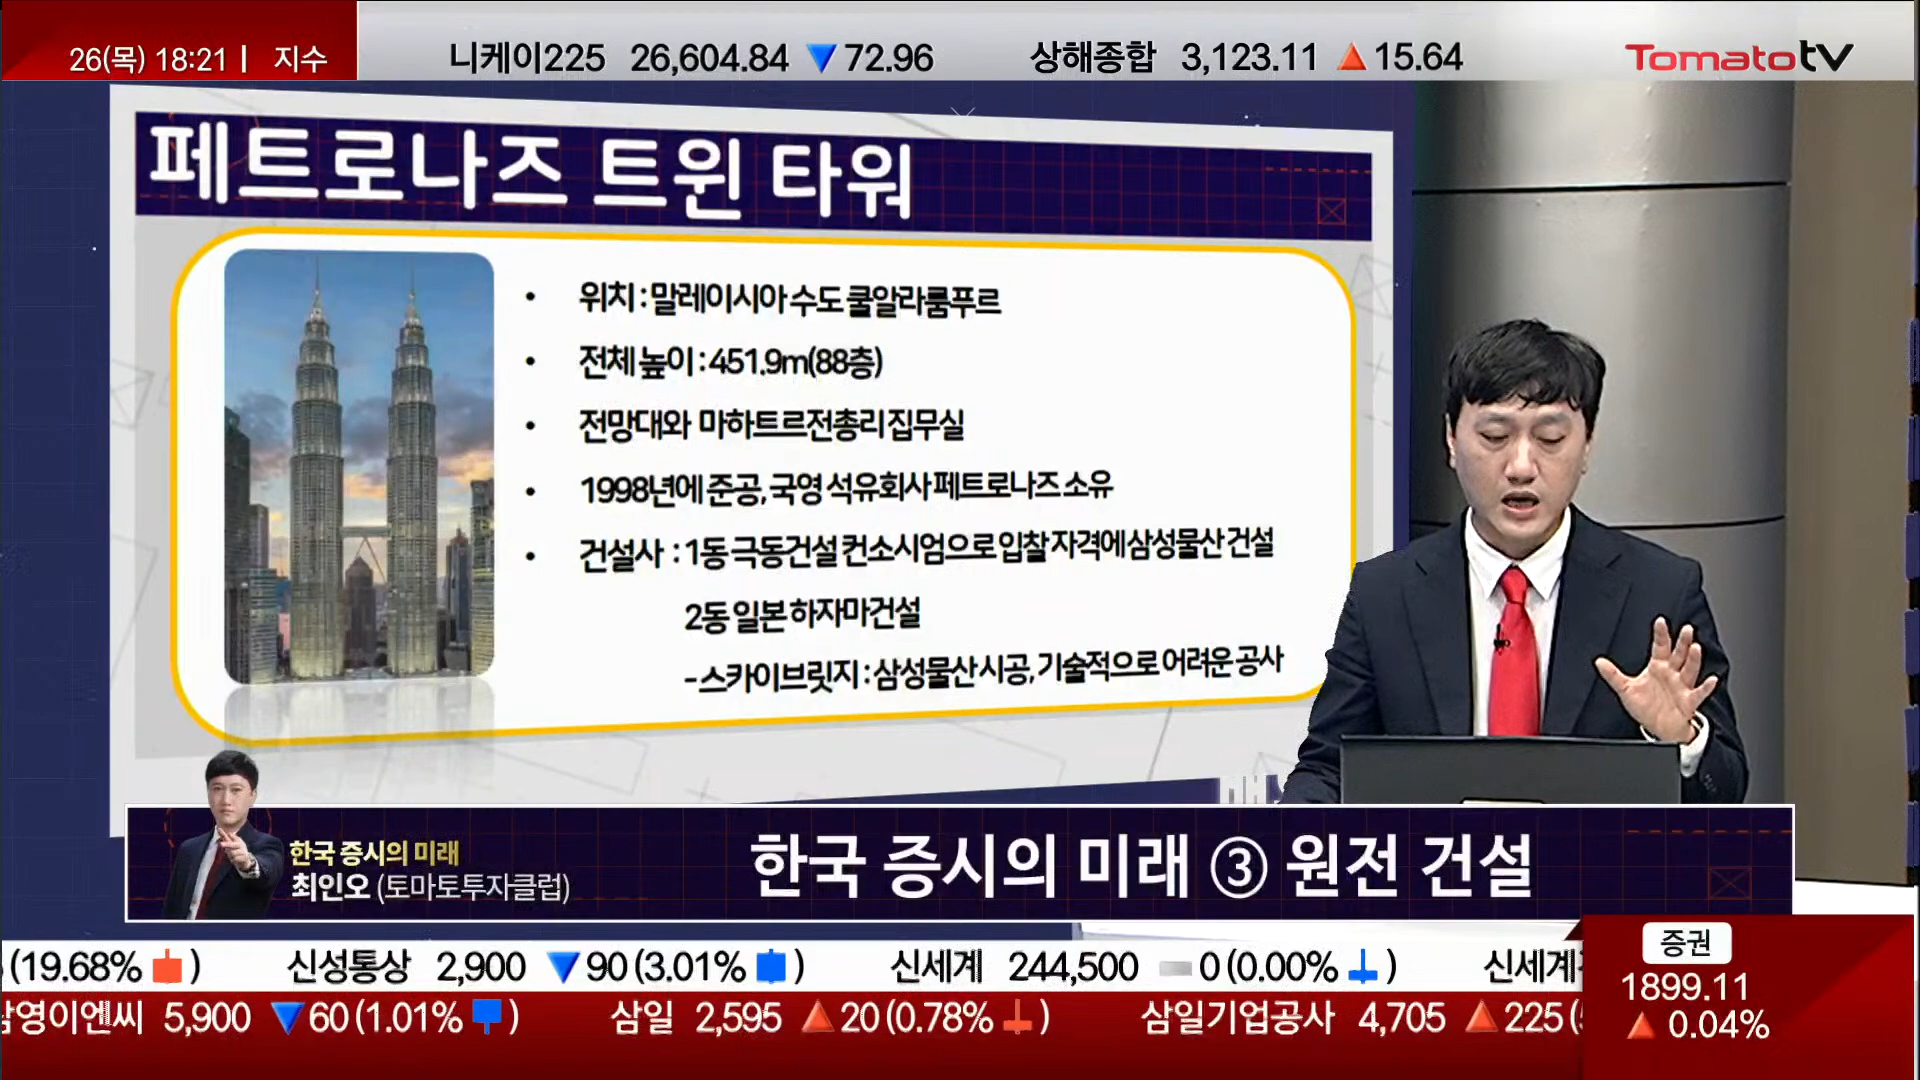 26(목) 18:21 | 지수
니케이225 26,604.84 ▼72.96 상해종합 3,123.11 ▲15.64
Tomatotv
페트로나즈 트윈 타워
• 위치 : 말레이시아 수도 쿨알라룸푸르
• 전체 높이 : 451.9m(88층)
• 전망대와 마하트르전총리 집무실
• 1998년에 준공, 국영 석유회사 페트로나즈 소유
• 건설사 : 1동 극동건설 컨소시엄으로 입찰 자격에 삼성물산 건설
2동 일본 하자마건설
-스카이브릿지 : 삼성물산 시공, 기술적으로 어려운 공사
한국 증시의 미래
최인오 (토마토투자클럽)
한국 증시의 미래 ③ 원전 건설
(19.68% ) 신성통상 2,900 ▼90 (3.01% ) 신세계 244,500 0 (0.00% ) 신세계
삼영이엔씨 5,900 ▼60 (1.01% ) 삼일 2,595 ▲20 (0.78% ) 삼일기업공사 4,705 ▲225 (
증권
1899.11
▲ 0.04%